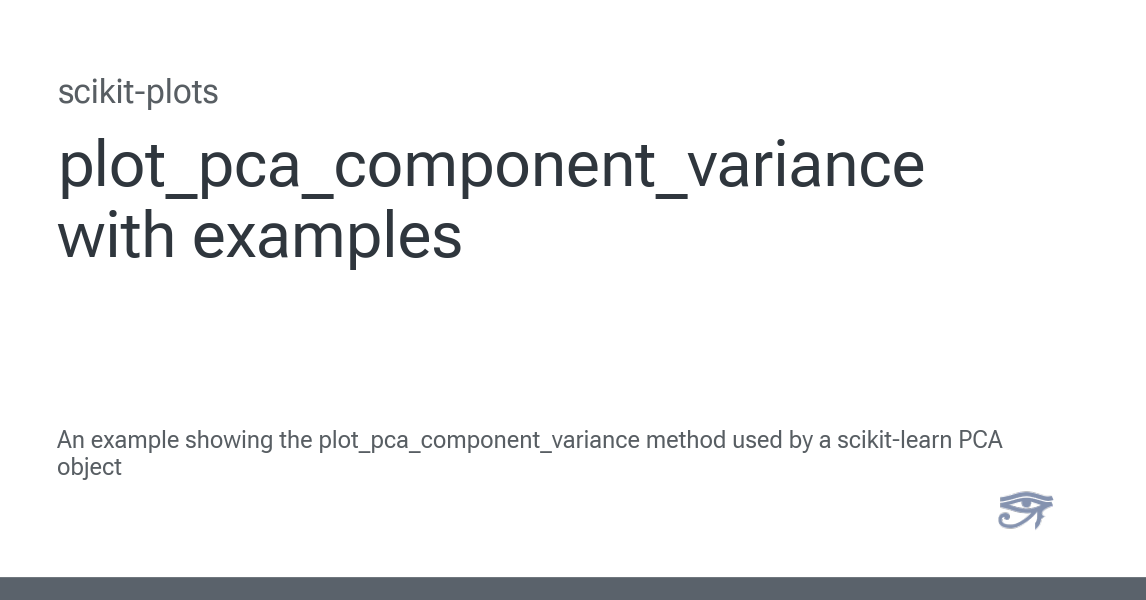 scikit-plots
plot_pca_component_variance
with examples
An example showing the plot_pca_component_variance method used by a scikit-learn PCA
object